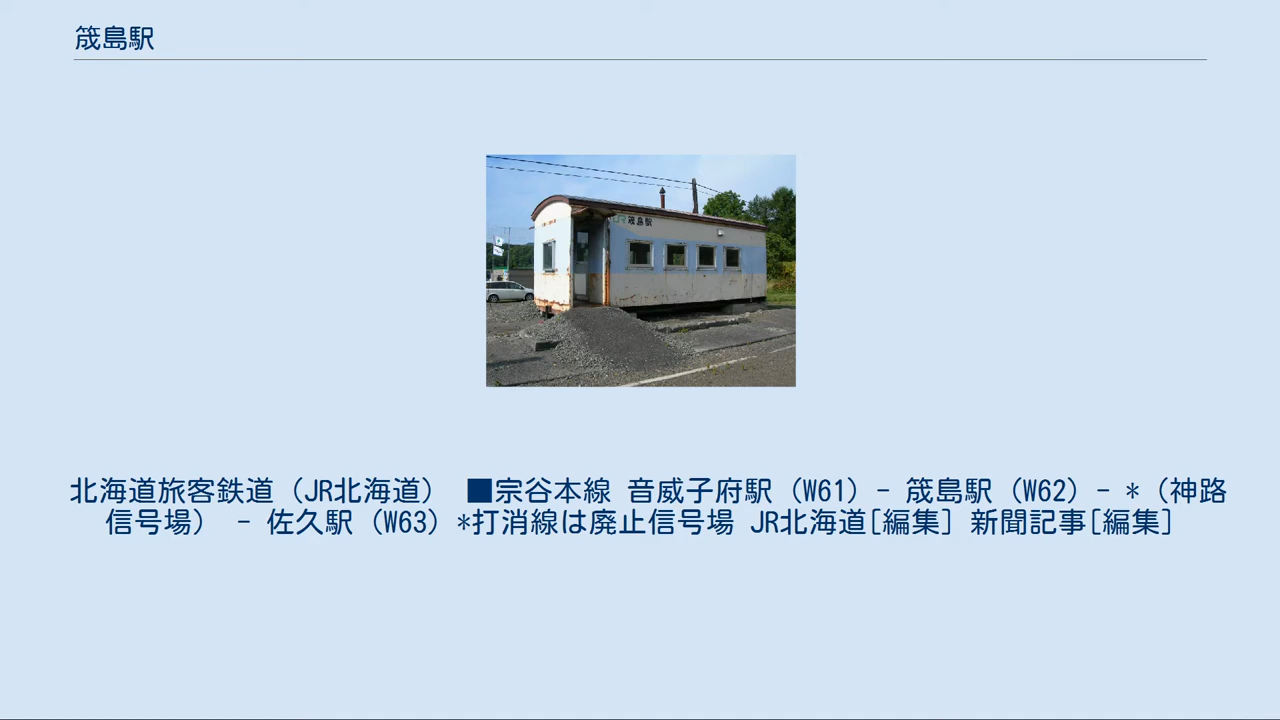 筬島駅
JR筬島駅
北海道旅客鉄道（JR北海道） ■宗谷本線 音威子府駅（W61）- 筬島駅（W62）- *（神路
信号場） - 佐久駅（W63）*打消線は廃止信号場 JR北海道[編集] 新聞記事[編集]